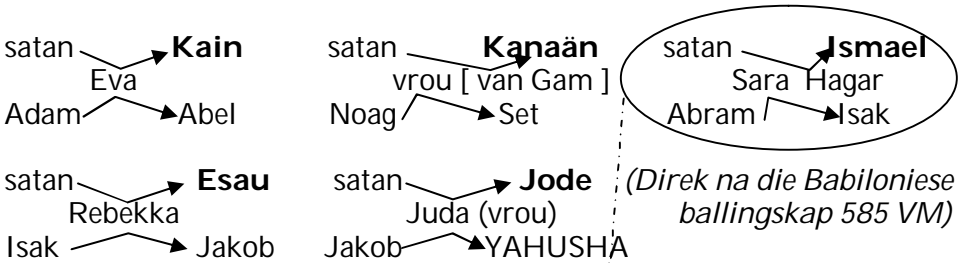 satan Kain satan Kanaän satan Ismael
Eva vrou [ van Gam ] Sara Hagar
Adam Abel Noag Set Abram Isak
satan Esau satan Jode (Direk na die Babiloniese
Rebekka Juda (vrou) ballingskap 585 VM)
Isak Jakob Jakob YAHUSHA